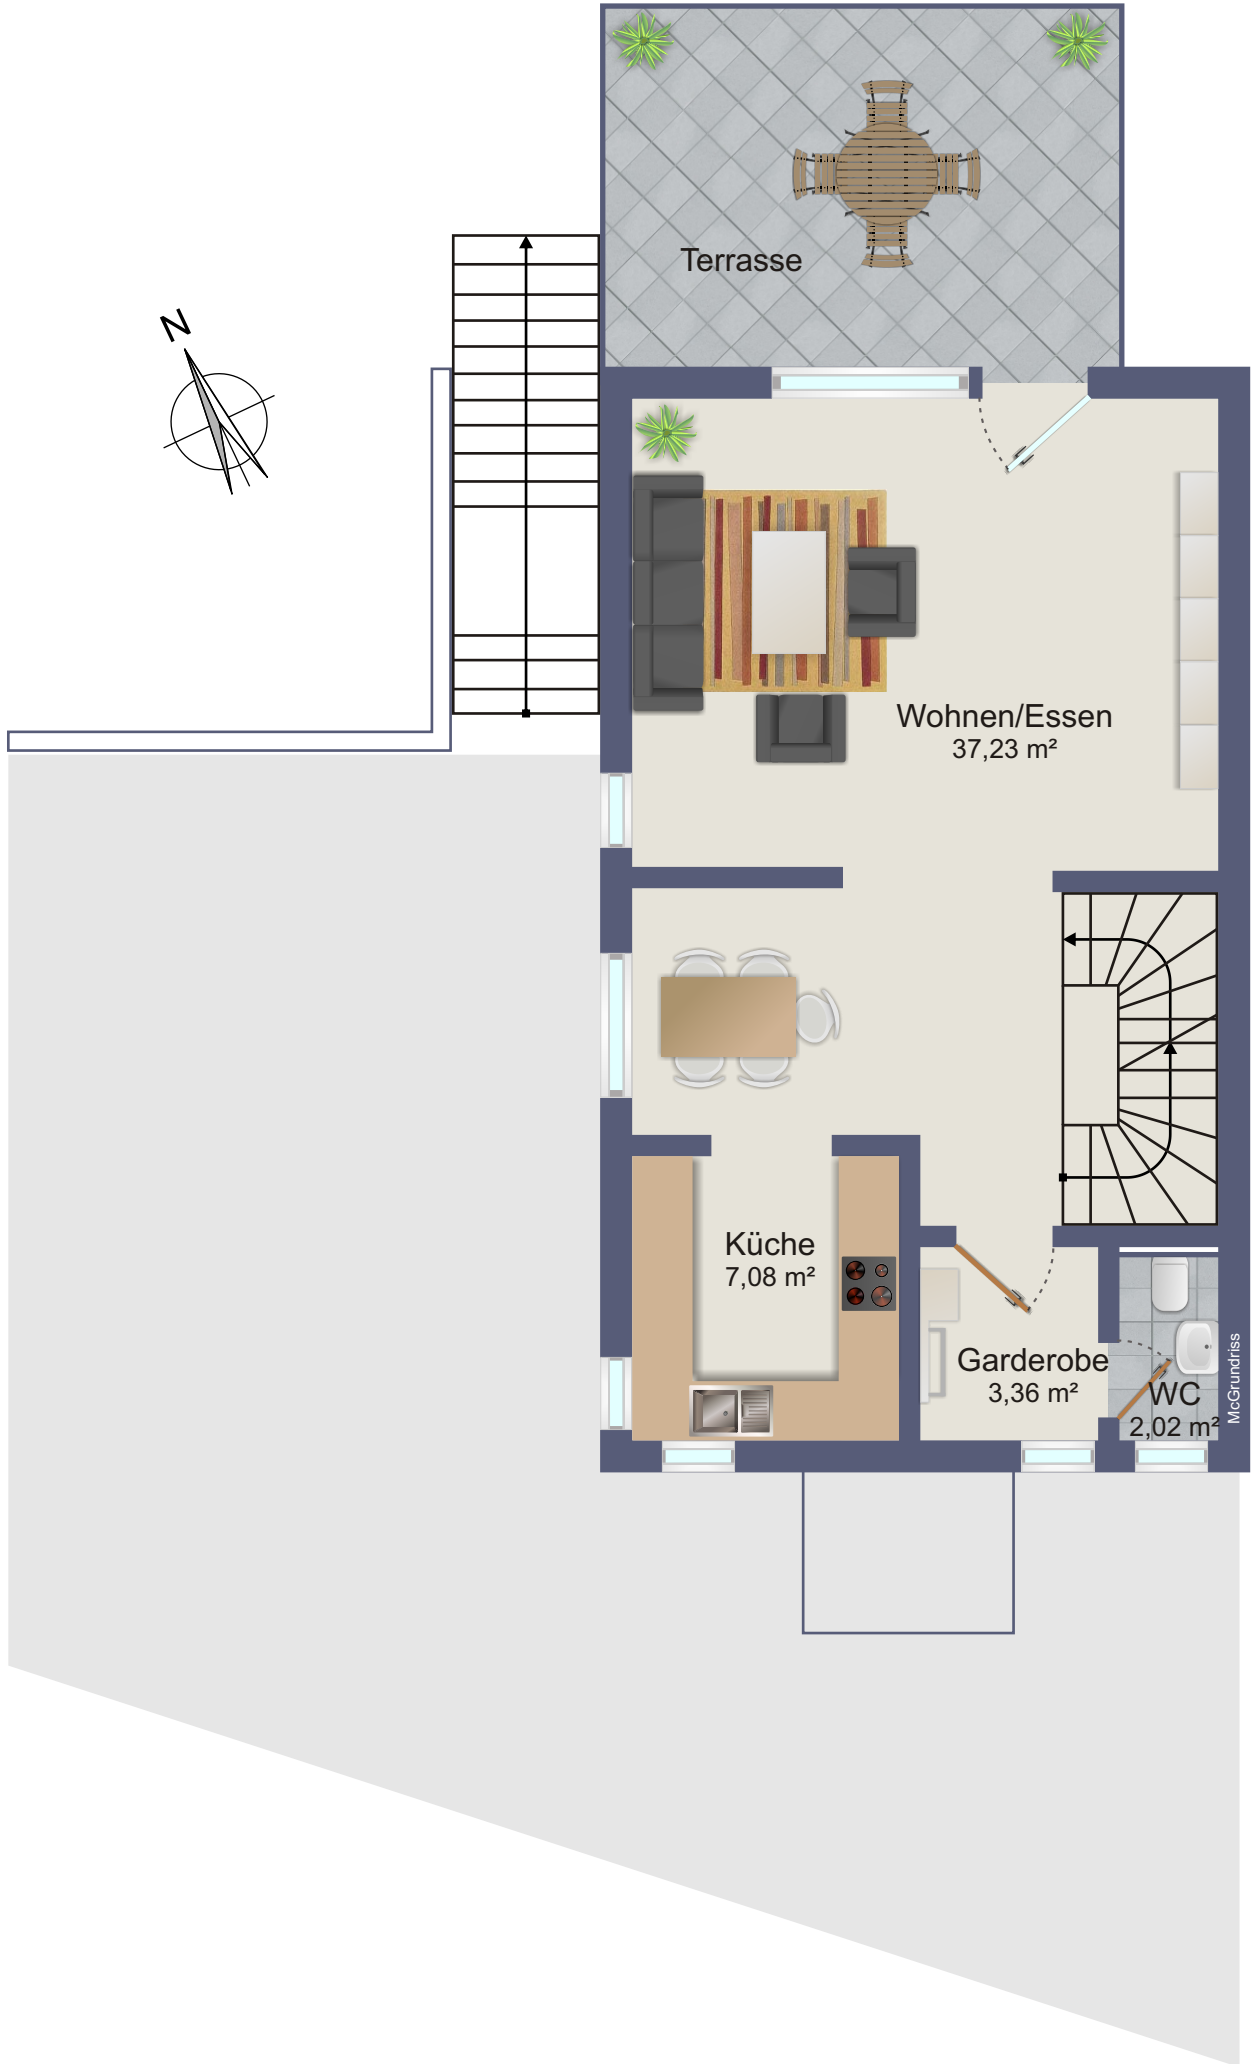 Terrasse
N
Wohnen/Essen
37,23 m²
Küche
7,08 m²
Garderobe
3,36 m²
WC
2,02 m²
McGrundriss